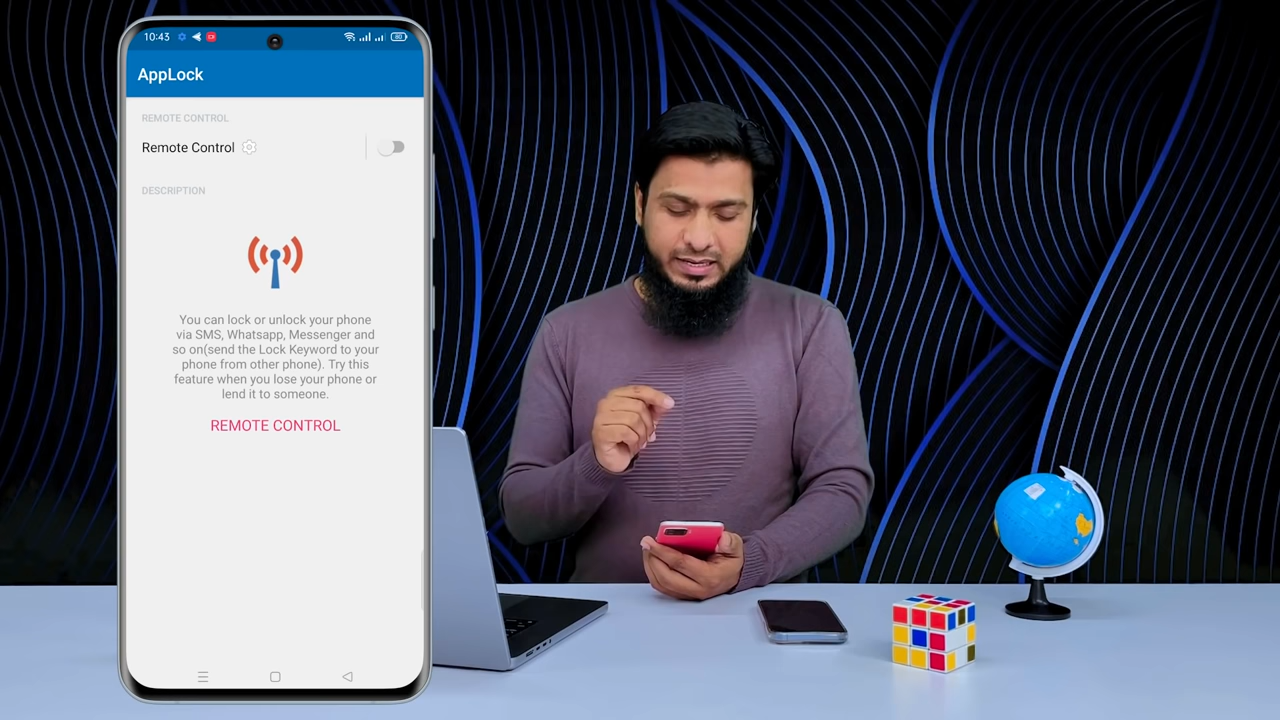 10:43
80
AppLock
REMOTE CONTROL
Remote Control
DESCRIPTION
You can lock or unlock your phone
via SMS, Whatsapp, Messenger and
so on(send the Lock Keyword to your
phone from other phone). Try this
feature when you lose your phone or
lend it to someone.
REMOTE CONTROL